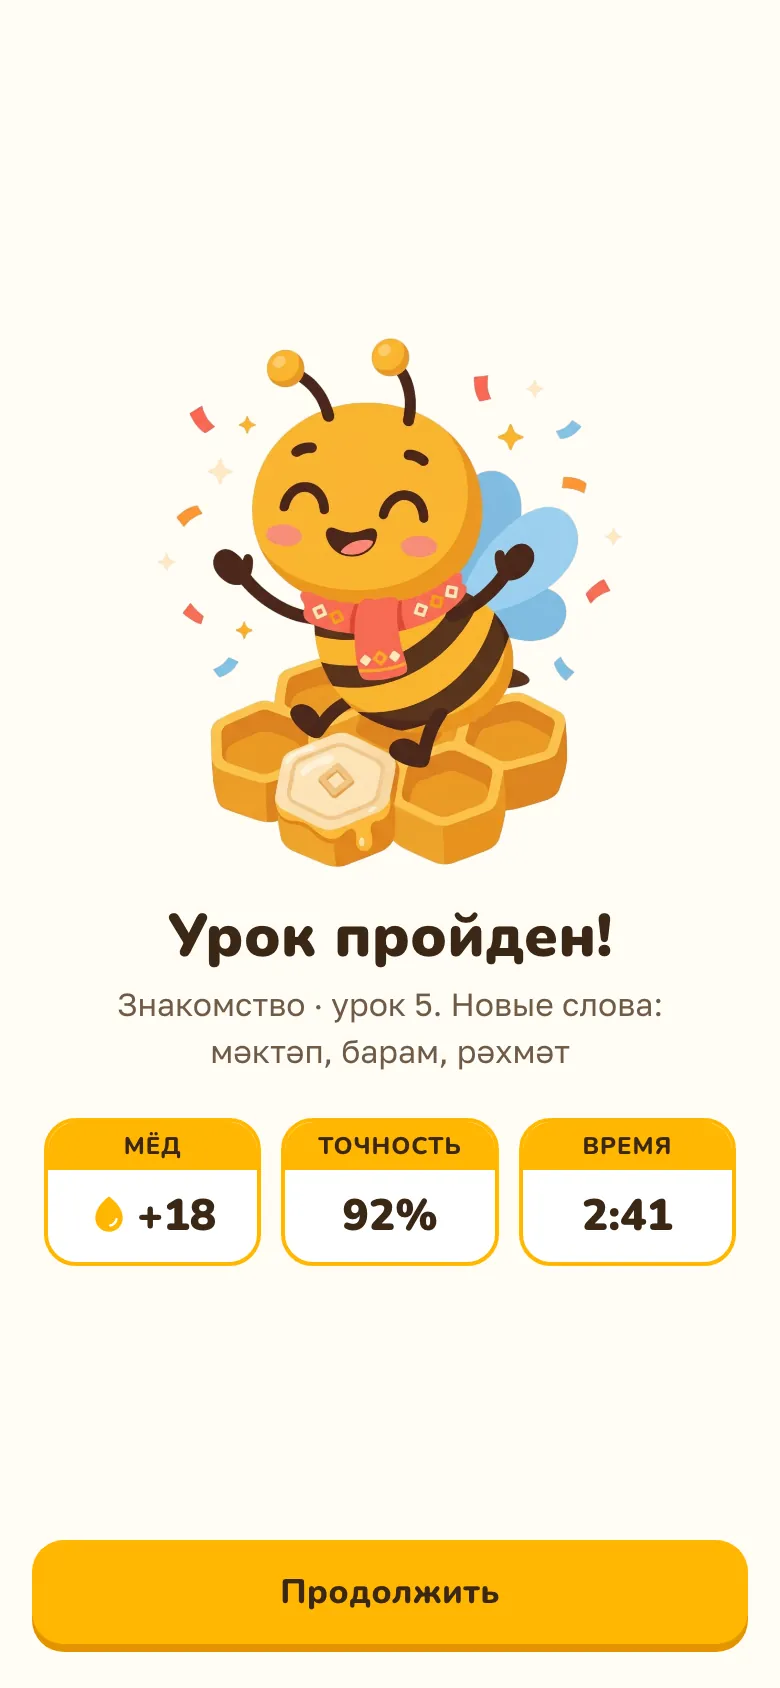 Урок пройден!
Знакомство · урок 5. Новые слова:
мәктәп, барам, рәхмәт
МЁД
ТОЧНОСТЬ
ВРЕМЯ
+18
92%
2:41
Продолжить